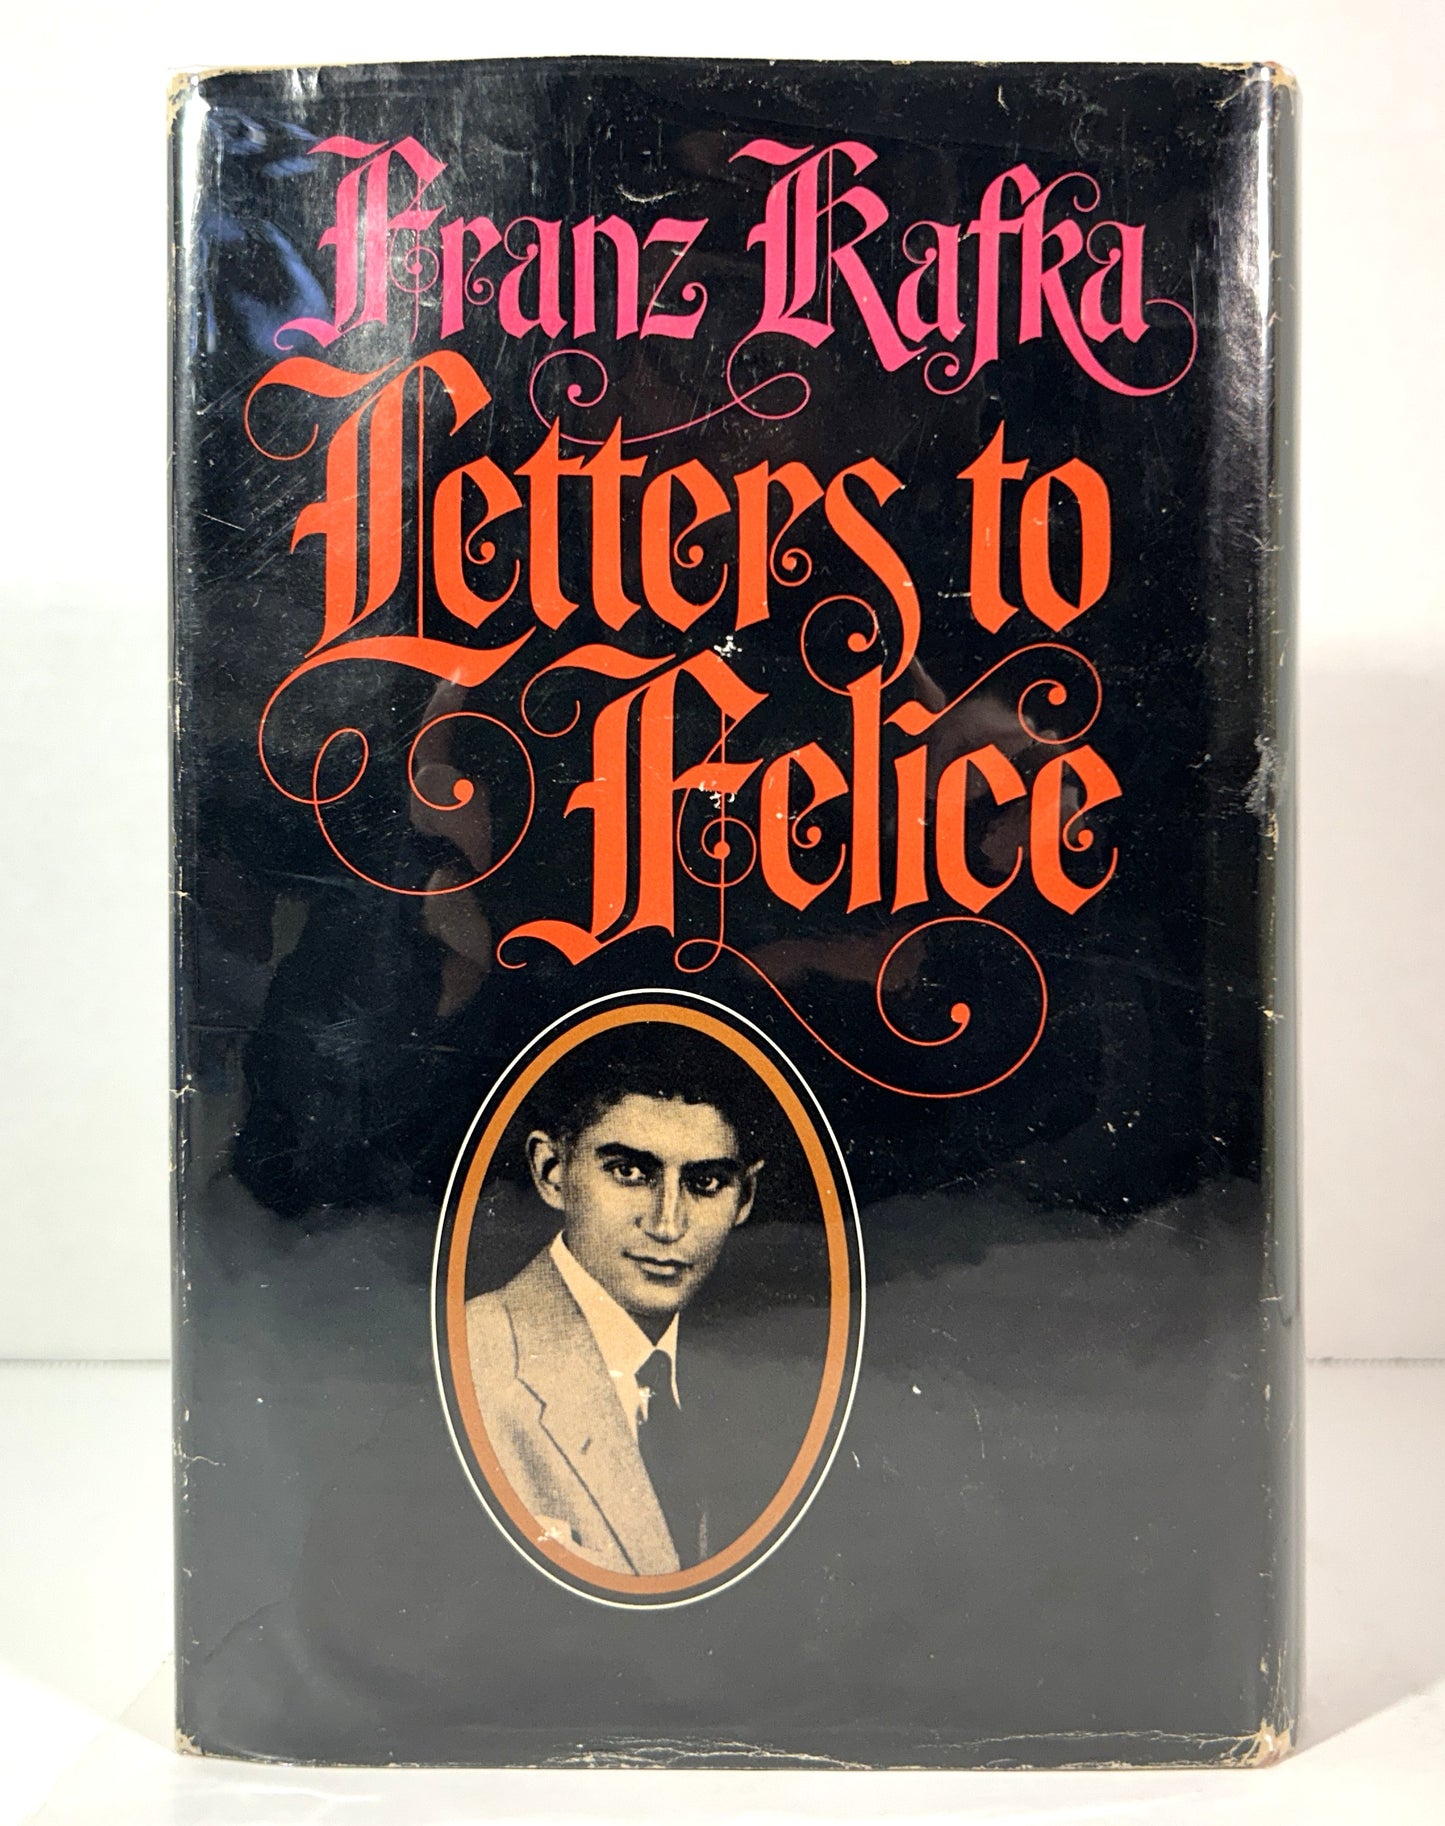 Franz Kafka
Letters to
Felice